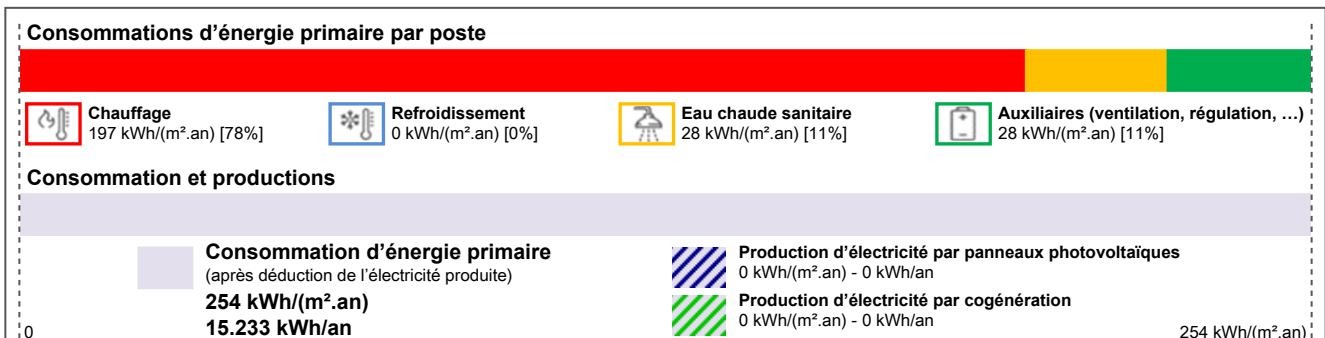 Consommations d’énergie primaire par poste
Chauffage
197 kWh/(m².an) [78%]
Refroidissement
0 kWh/(m².an) [0%]
Eau chaude sanitaire
28 kWh/(m².an) [11%]
Auxiliaires (ventilation, régulation, …)
28 kWh/(m².an) [11%]
Consommation et productions
Consommation d’énergie primaire
(après déduction de l’électricité produite)
254 kWh/(m².an)
15.233 kWh/an
Production d’électricité par panneaux photovoltaïques
0 kWh/(m².an) - 0 kWh/an
Production d’électricité par cogénération
0 kWh/(m².an) - 0 kWh/an
0
254 kWh/(m².an)